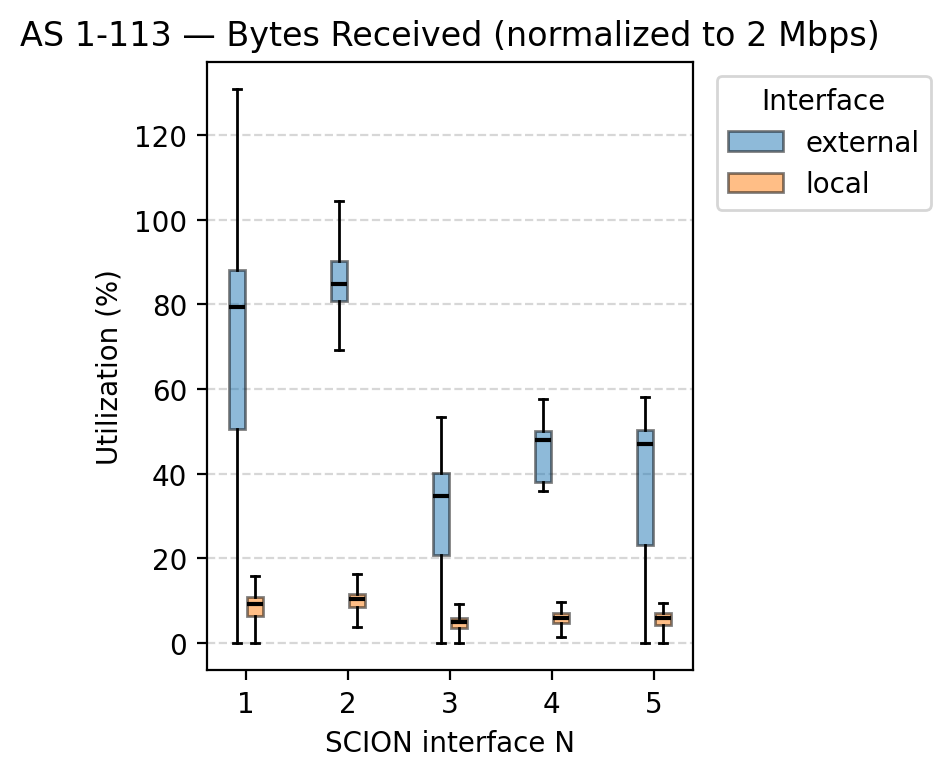 AS 1-113 — Bytes Received (normalized to 2 Mbps)
Interface
external
local
Utilization (%)
120
100
80
60
40
20
0
1 2 3 4 5
SCION interface N